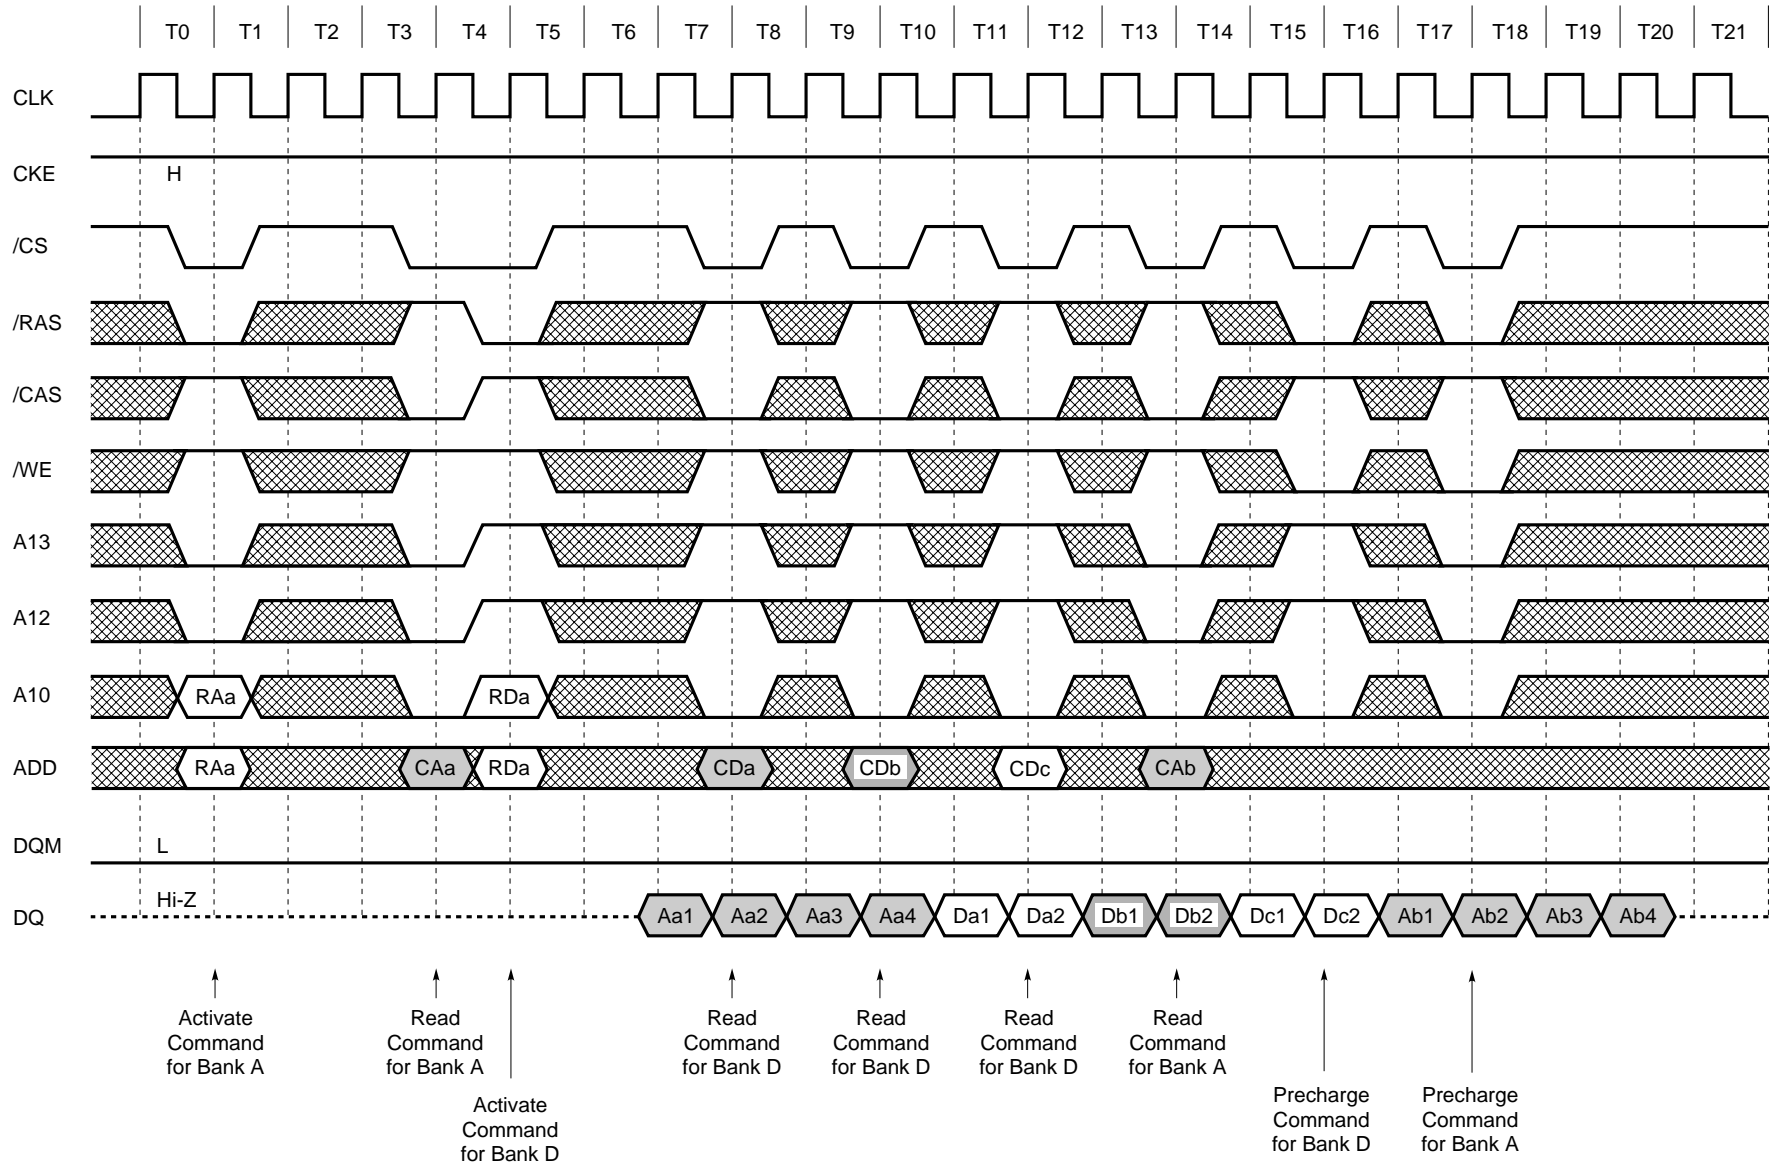 T0 T1 T2 T3 T4 T5 T6 T7 T8 T9 T10 T11 T12 T13 T14 T15 T16 T17 T18 T19 T20 T21
CLK
CKE H
/CS
/RAS
/CAS
/WE
A13
A12
A10 RAa RDa
ADD RAa CAa RDa CDa CDb CDc CAb
DQM L
DQ Hi-Z Aa1 Aa2 Aa3 Aa4 Da1 Da2 Db1 Db2 Dc1 Dc2 Ab1 Ab2 Ab3 Ab4
Activate
Command
for Bank A
Read
Command
for Bank A
Activate
Command
for Bank D
Read
Command
for Bank D
Read
Command
for Bank D
Read
Command
for Bank D
Read
Command
for Bank A
Precharge
Command
for Bank D
Precharge
Command
for Bank A